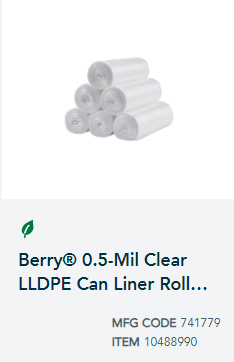 Berry® 0.5-Mil Clear
LLDPE Can Liner Roll…
MFG CODE 741779
ITEM 10488990